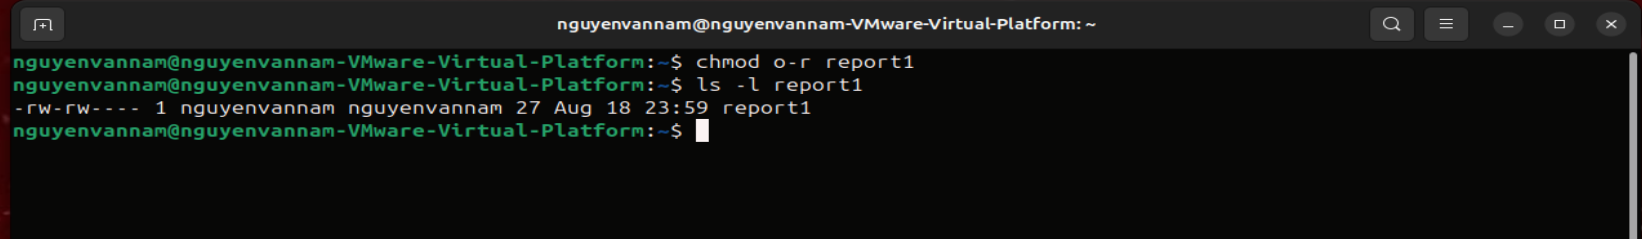 nguyenvannam@nguyenvannam-VMware-Virtual-Platform: ~
nguyenvannam@nguyenvannam-VMware-Virtual-Platform:~$ chmod o-r report1
nguyenvannam@nguyenvannam-VMware-Virtual-Platform:~$ ls -l report1
-rw-rw---- 1 nguyenvannam nguyenvannam 27 Aug 18 23:59 report1
nguyenvannam@nguyenvannam-VMware-Virtual-Platform:~$